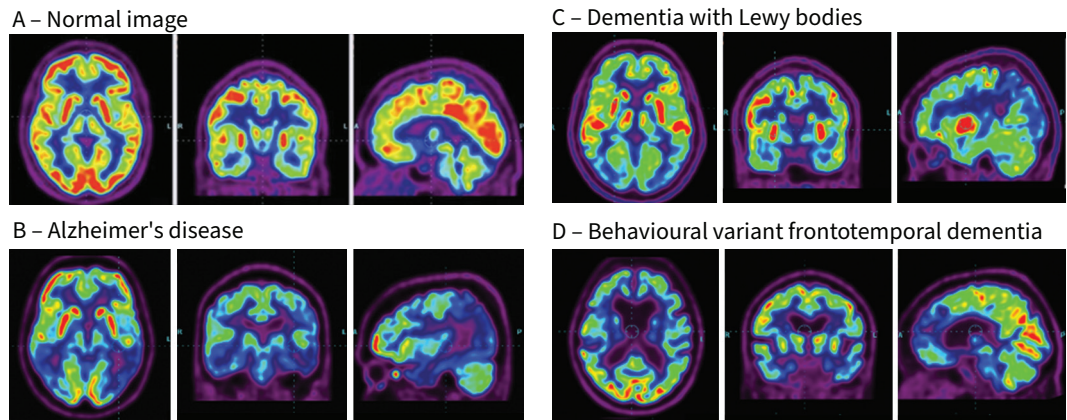 A – Normal image
C – Dementia with Lewy bodies
R
L
A
P
R
L
R
L
A
P
B – Alzheimer's disease
D – Behavioural variant frontotemporal dementia
L
R
L
A
P
L
R
L
A
P